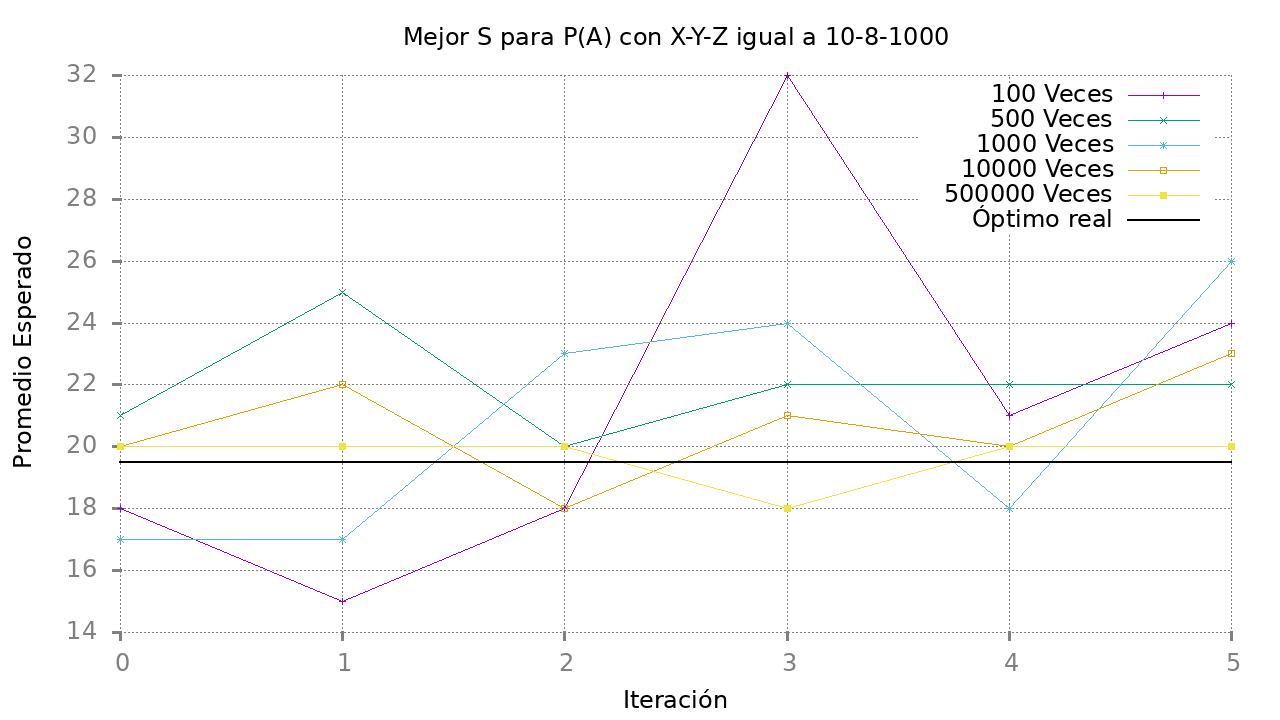 Mejor S para P(A) con X-Y-Z igual a 10-8-1000
32
30
28
26
24
22
20
18
16
14
Promedio Esperado
100 Veces
500 Veces
1000 Veces
10000 Veces
500000 Veces
Óptimo real
0 1 2 3 4 5
Iteración